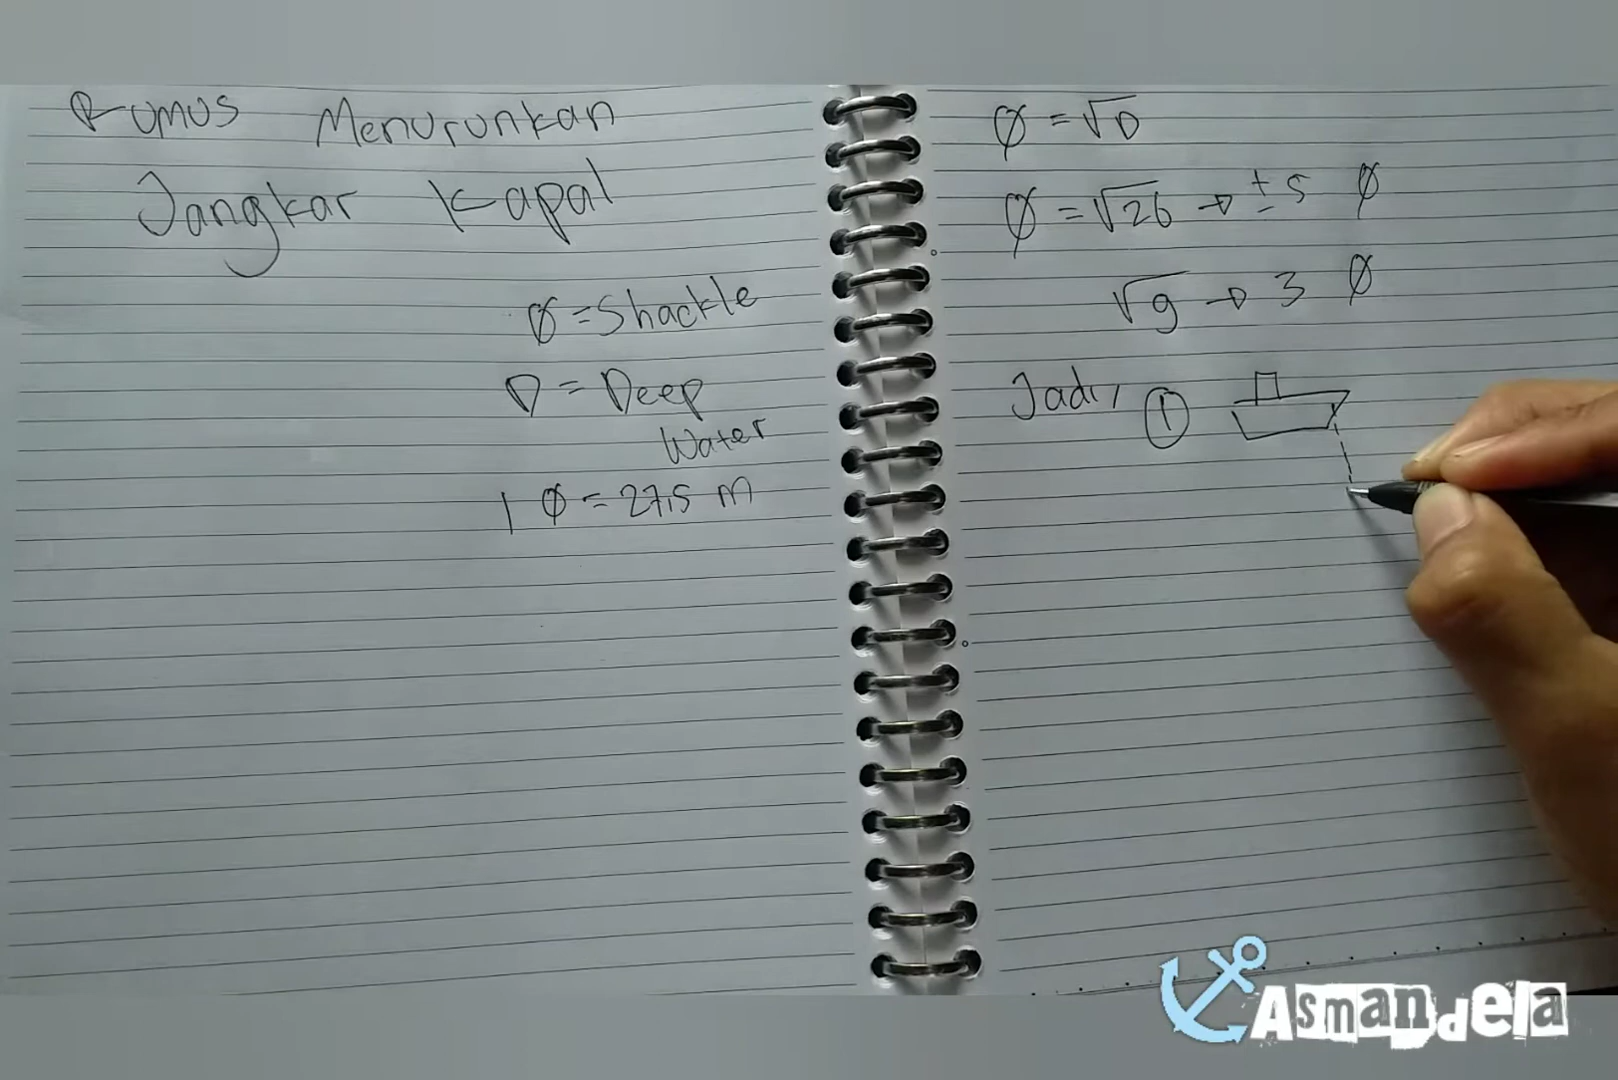 Rumus Menurunkan
Jangkar Kapal
Ø = Shackle
D = Deep
Water
1 Ø = 27,5 m
Ø = √D
Ø = √26 → ± 5 Ø
√9 → 3 Ø
Jadi, ①
Asmandela